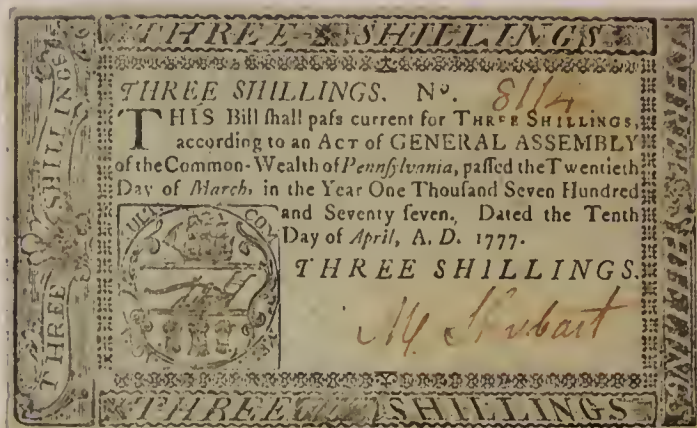 THREE SHILLINGS
THREE SHILLINGS. Nº. 8114
THIS Bill ſhall paſs current for THREE SHILLINGS,
according to an ACT of GENERAL ASSEMBLY
of the Common-Wealth of Pennſylvania, paſſed the Twentieth
Day of March, in the Year One Thouſand Seven Hundred
and Seventy ſeven. Dated the Tenth
Day of April, A. D. 1777.
THREE SHILLINGS.
THREE SHILLINGS
THREE SHILLINGS